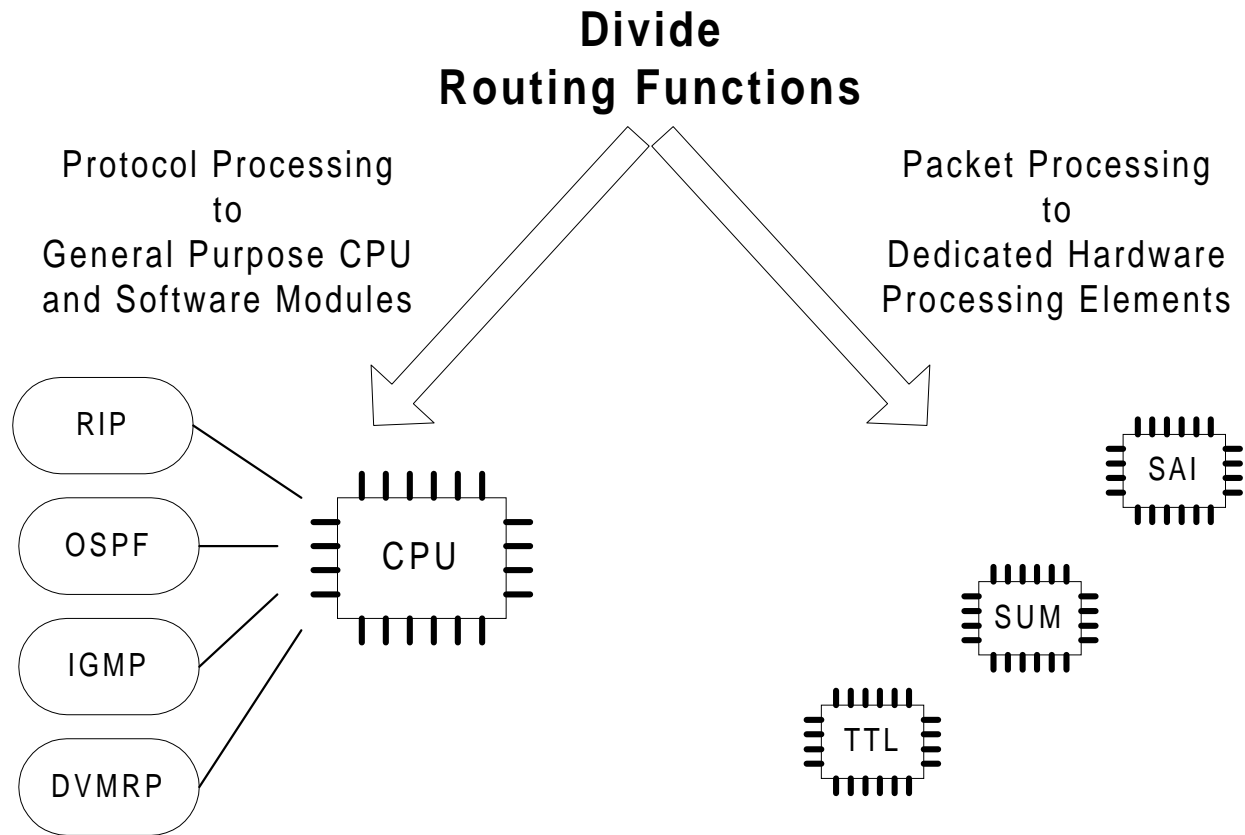 Divide
Routing Functions
Protocol Processing
to
General Purpose CPU
and Software Modules
Packet Processing
to
Dedicated Hardware
Processing Elements
RIP
OSPF
IGMP
DVMRP
CPU
SAI
SUM
TTL